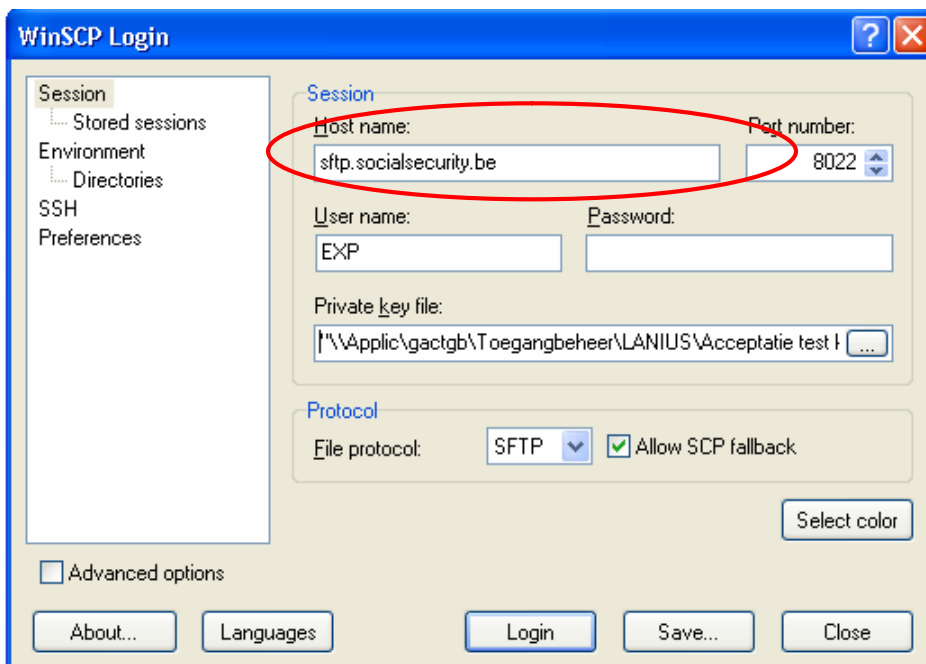 WinSCP Login
Session
Stored sessions
Environment
Directories
SSH
Preferences
Session
Host name:
Port number:
sftp.socialsecurity.be
8022
User name:
Password:
EXP
Private key file:
"\\Applic\gactgb\Toegangbeheer\LANIUS\Acceptatie test
...
Protocol
File protocol:
SFTP
Allow SCP fallback
Select color
Advanced options
About...
Languages
Login
Save...
Close